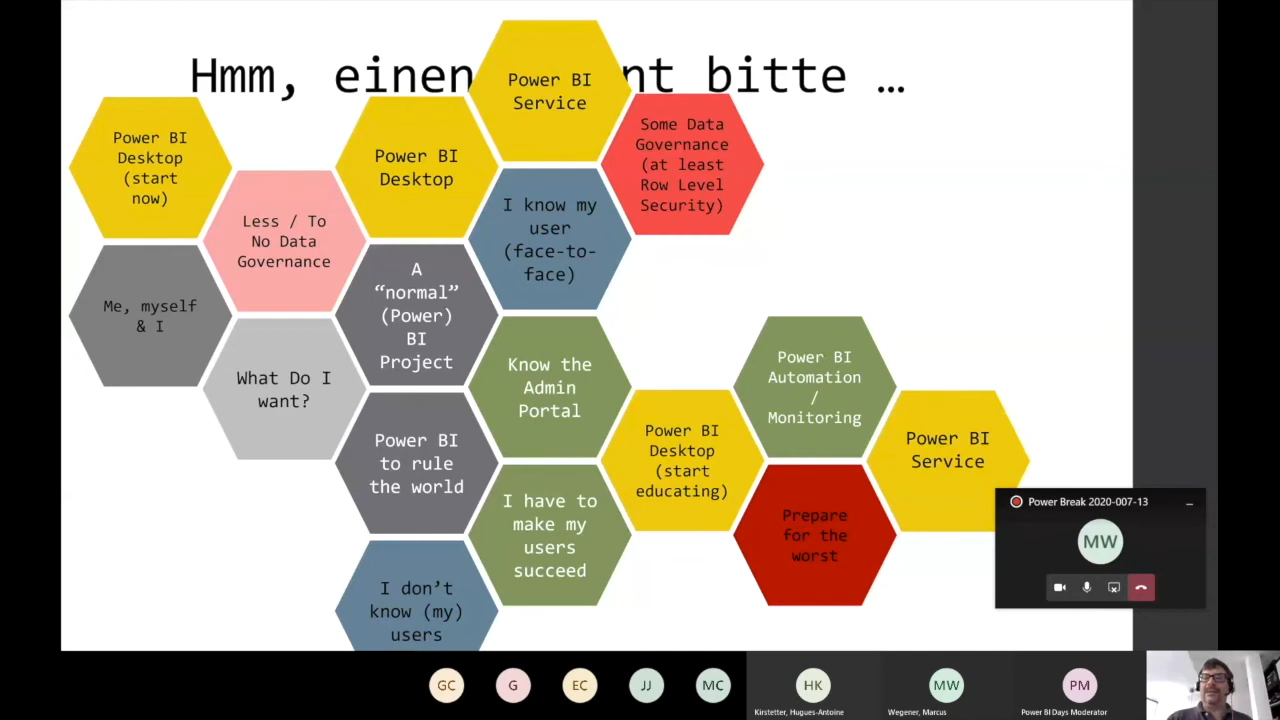 Hmm, einen
nt bitte …
Power BI
Service
Some Data
Governance
(at least
Row Level
Security)
Power BI
Desktop
(start
now)
Power BI
Desktop
Less / To
No Data
Governance
I know my
user
(face-to-
face)
Me, myself
& I
A
“normal”
(Power)
BI
Project
What Do I
want?
Know the
Admin
Portal
Power BI
Automation
/
Monitoring
Power BI
to rule
the world
Power BI
Desktop
(start
educating)
Power BI
Service
I have to
make my
users
succeed
Prepare
for the
worst
I don’t
know (my)
users
Power Break 2020-007-13
MW
GC
G
EC
JJ
MC
HK
MW
PM
Kirstetter, Hugues-Antoine
Wegener, Marcus
Power BI Days Moderator